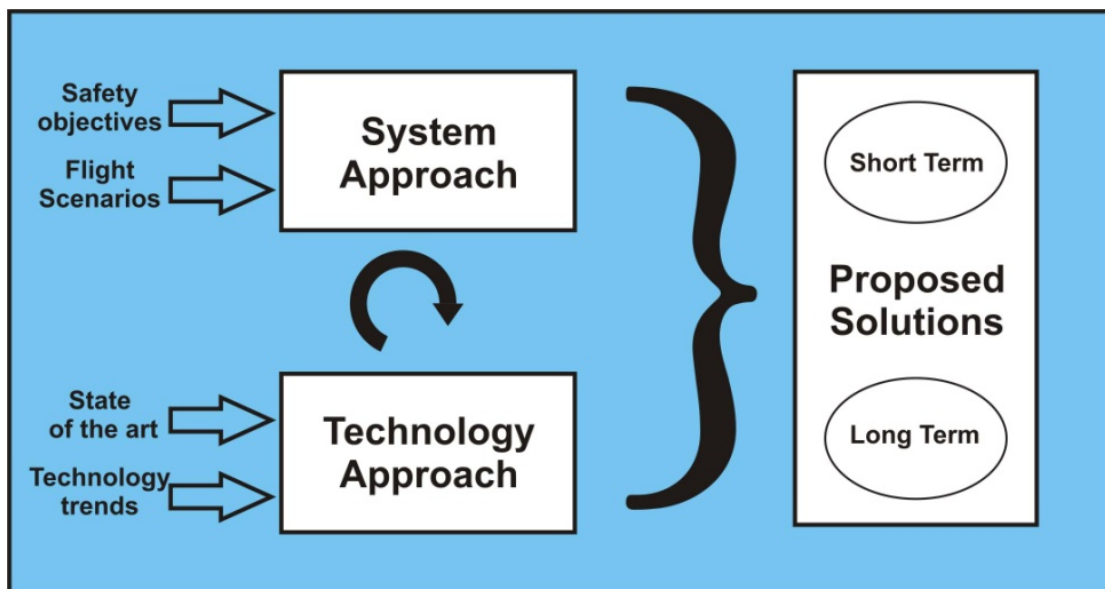 Safety
objectives
Flight
Scenarios
System
Approach
State
of the art
Technology
trends
Technology
Approach
Short Term
Proposed
Solutions
Long Term